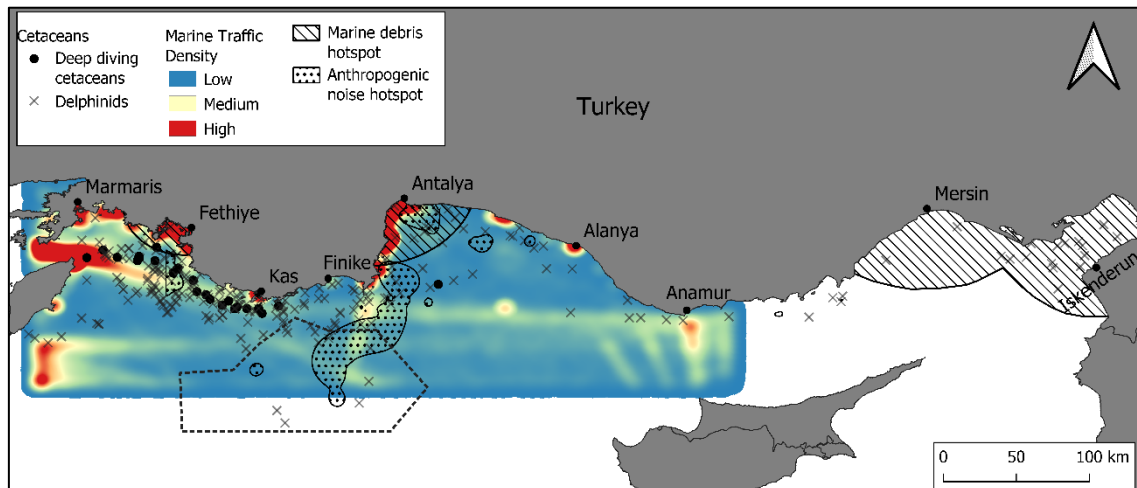 Cetaceans
Deep diving
cetaceans
Delphinids
Marine Traffic
Density
Low
Medium
High
Marine debris
hotspot
Anthropogenic
noise hotspot
Turkey
Marmaris
Fethiye
Kas
Finike
Antalya
Alanya
Anamur
Mersin
Iskenderun
0 50 100 km